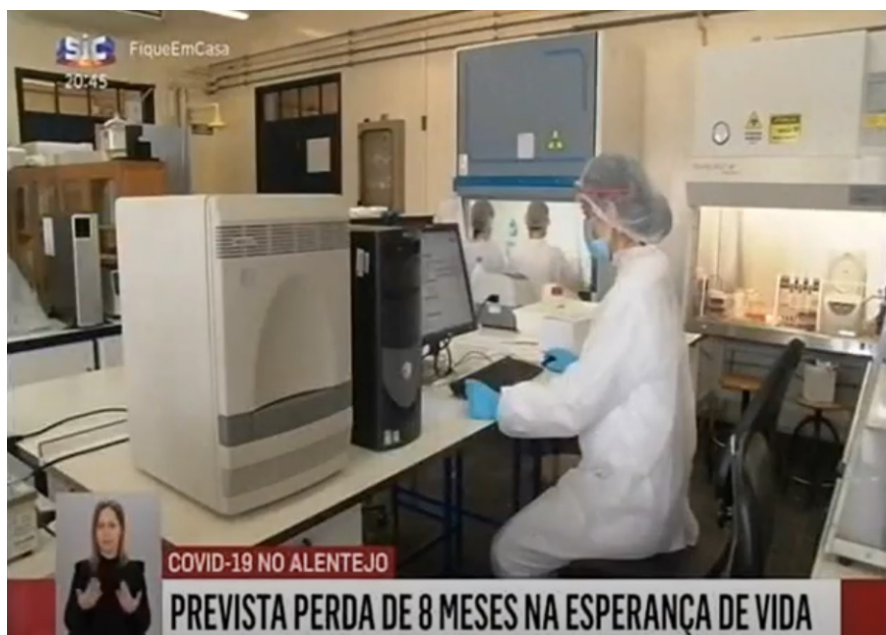 SIC FiqueEmCasa
20:45
COVID-19 NO ALENTEJO
PREVISTA PERDA DE 8 MESES NA ESPERANÇA DE VIDA